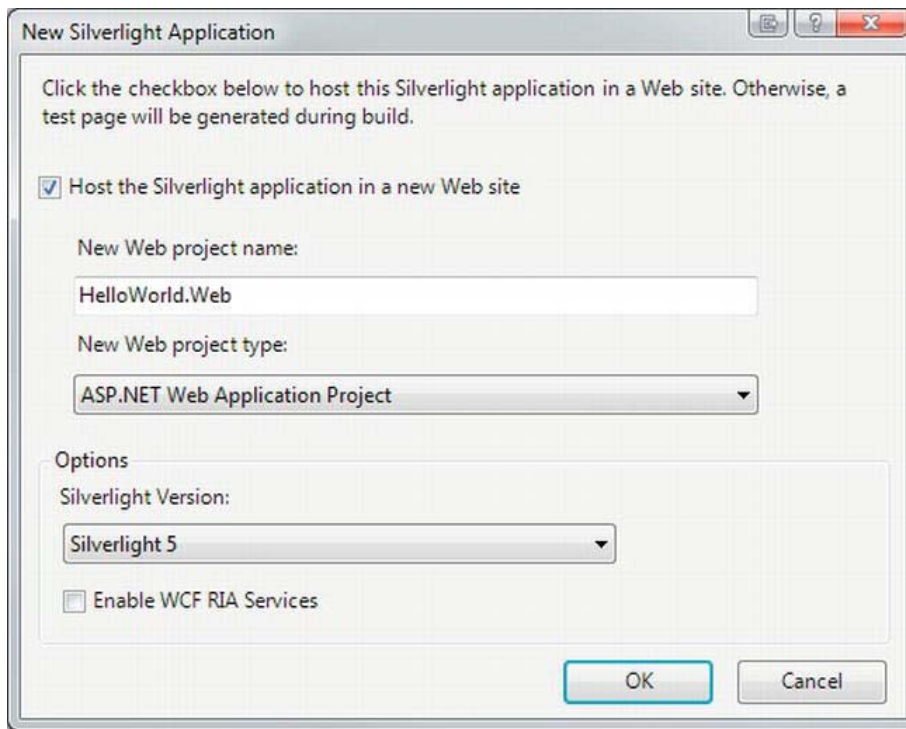 New Silverlight Application
Click the checkbox below to host this Silverlight application in a Web site. Otherwise, a
test page will be generated during build.
Host the Silverlight application in a new Web site
New Web project name:
HelloWorld.Web
New Web project type:
ASP.NET Web Application Project
Options
Silverlight Version:
Silverlight 5
Enable WCF RIA Services
OK
Cancel